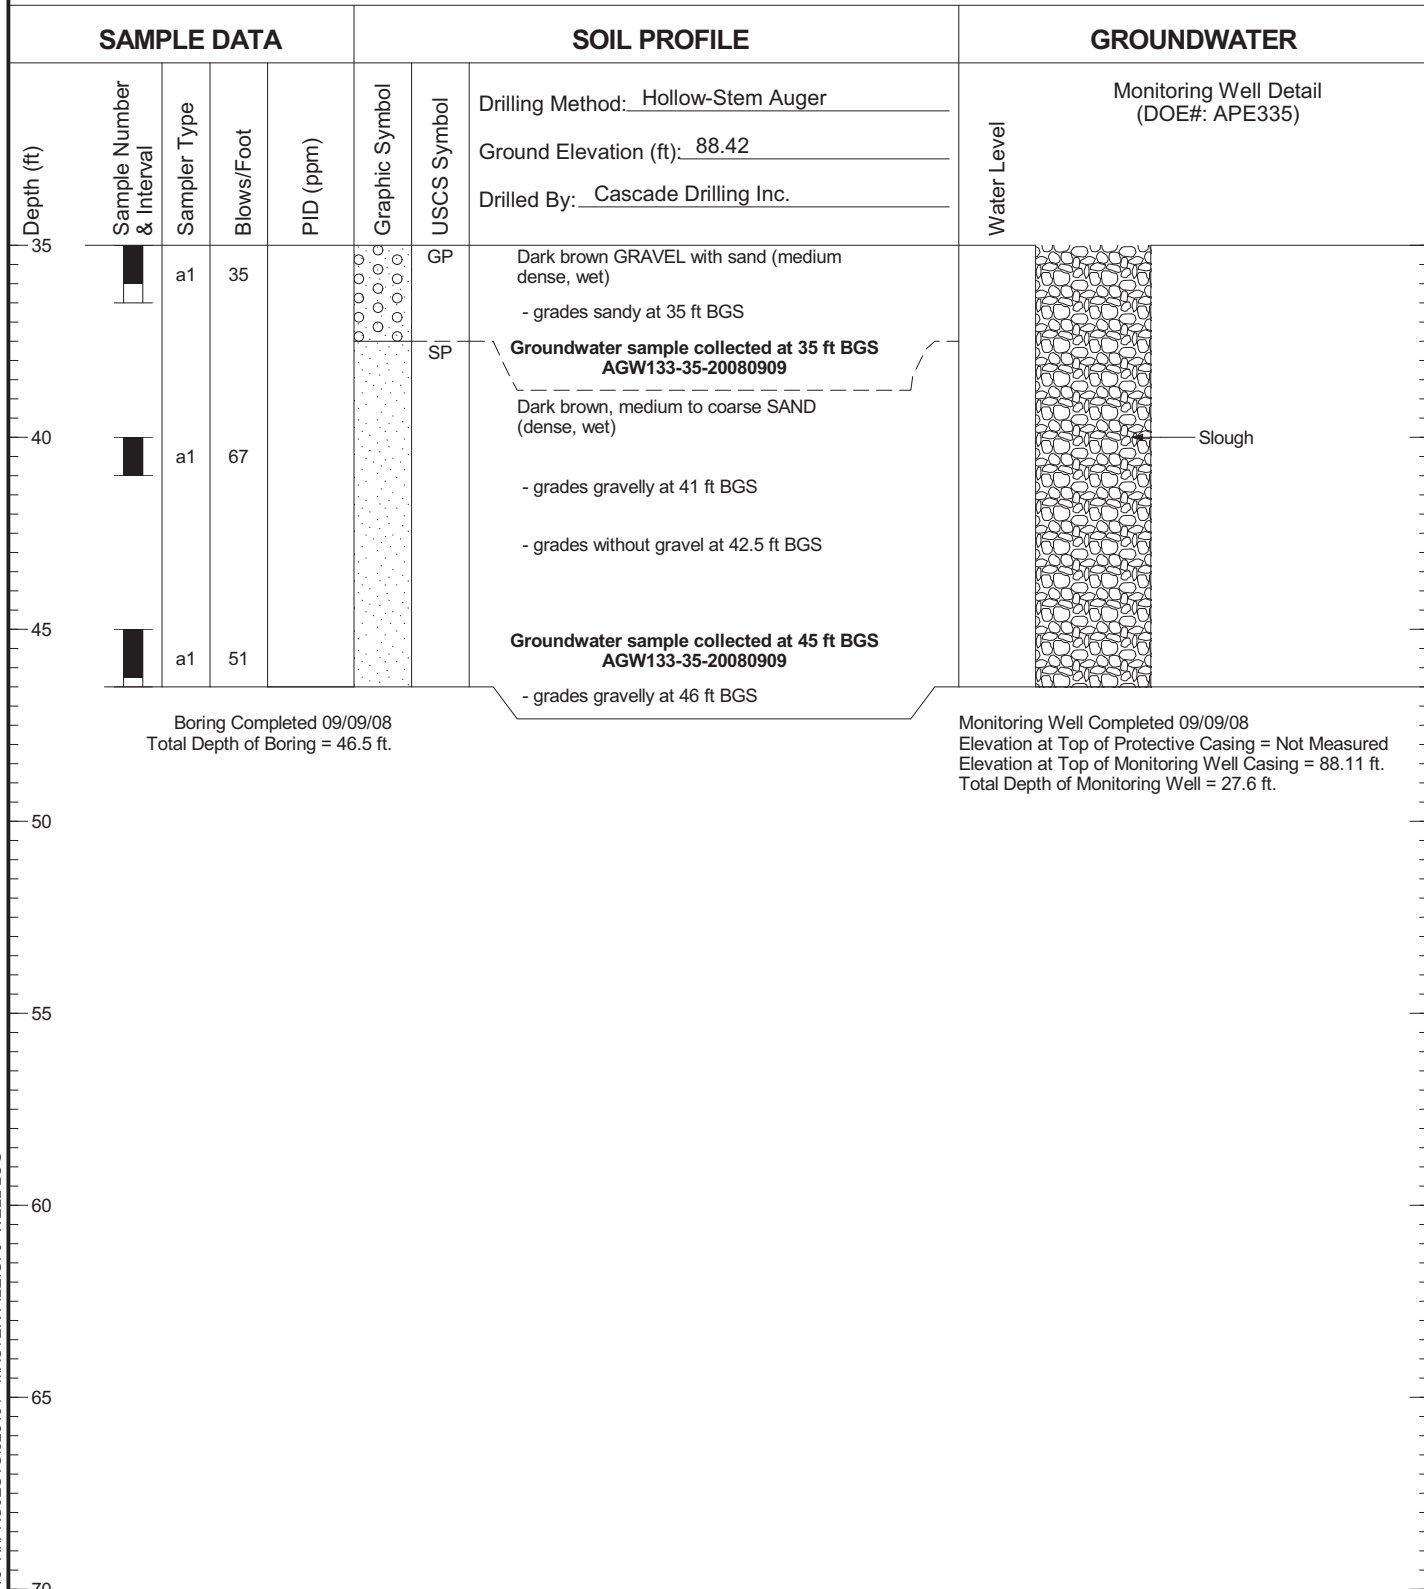 SAMPLE DATA
SOIL PROFILE
GROUNDWATER
Depth (ft)
Sample Number
& Interval
Sampler Type
Blows/Foot
PID (ppm)
Graphic Symbol
USCS Symbol
Drilling Method: Hollow-Stem Auger
Ground Elevation (ft): 88.42
Drilled By: Cascade Drilling Inc.
Water Level
Monitoring Well Detail
(DOE#: APE335)
35
a1 35
GP
Dark brown GRAVEL with sand (medium
dense, wet)
- grades sandy at 35 ft BGS
SP
Groundwater sample collected at 35 ft BGS
AGW133-35-20080909
Dark brown, medium to coarse SAND
(dense, wet)
40
a1 67
Slough
- grades gravelly at 41 ft BGS
- grades without gravel at 42.5 ft BGS
45
a1 51
Groundwater sample collected at 45 ft BGS
AGW133-35-20080909
- grades gravelly at 46 ft BGS
Boring Completed 09/09/08
Total Depth of Boring = 46.5 ft.
Monitoring Well Completed 09/09/08
Elevation at Top of Protective Casing = Not Measured
Elevation at Top of Monitoring Well Casing = 88.11 ft.
Total Depth of Monitoring Well = 27.6 ft.
50
55
60
65
70